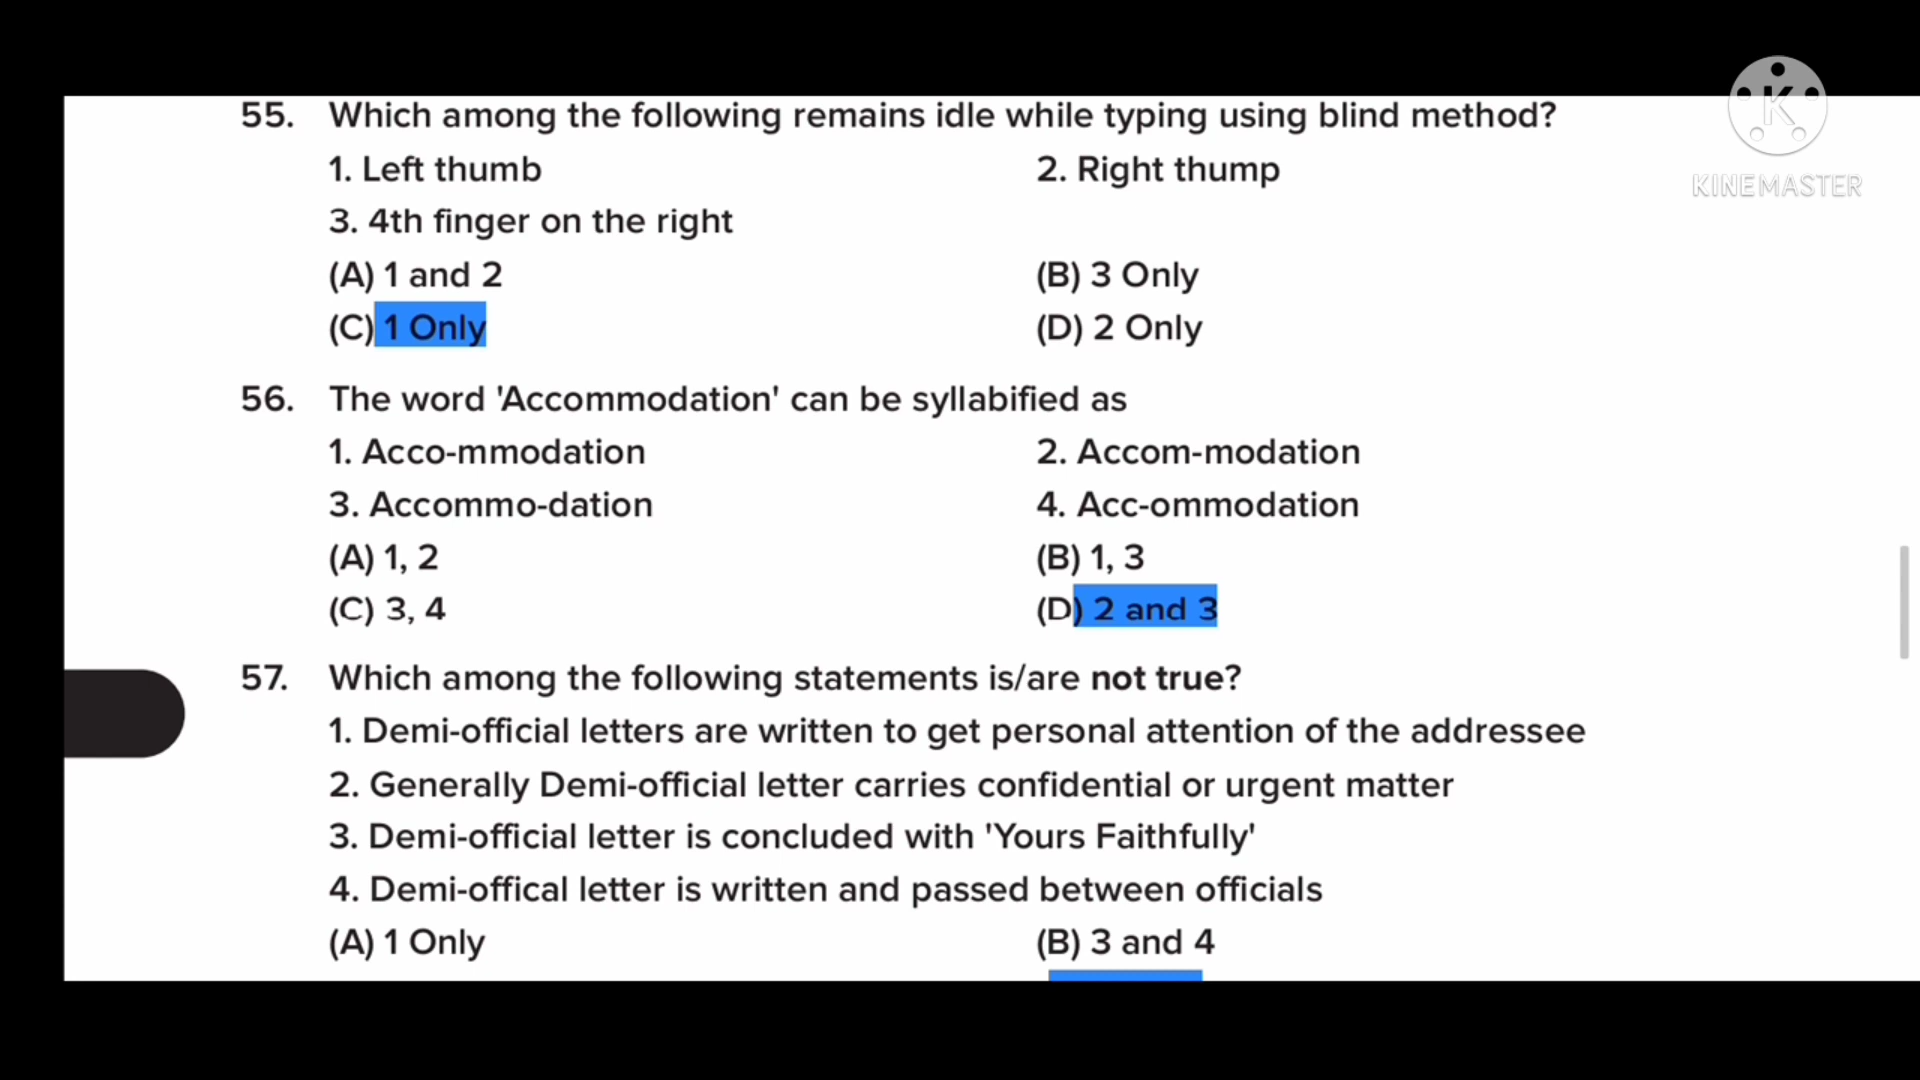 55. Which among the following remains idle while typing using blind method?
1. Left thumb 2. Right thump
3. 4th finger on the right
(A) 1 and 2 (B) 3 Only
(C) 1 Only (D) 2 Only
56. The word 'Accommodation' can be syllabified as
1. Acco-mmodation 2. Accom-modation
3. Accommo-dation 4. Acc-ommodation
(A) 1, 2 (B) 1, 3
(C) 3, 4 (D) 2 and 3
57. Which among the following statements is/are not true?
1. Demi-official letters are written to get personal attention of the addressee
2. Generally Demi-official letter carries confidential or urgent matter
3. Demi-official letter is concluded with 'Yours Faithfully'
4. Demi-offical letter is written and passed between officials
(A) 1 Only (B) 3 and 4
K
KINEMASTER